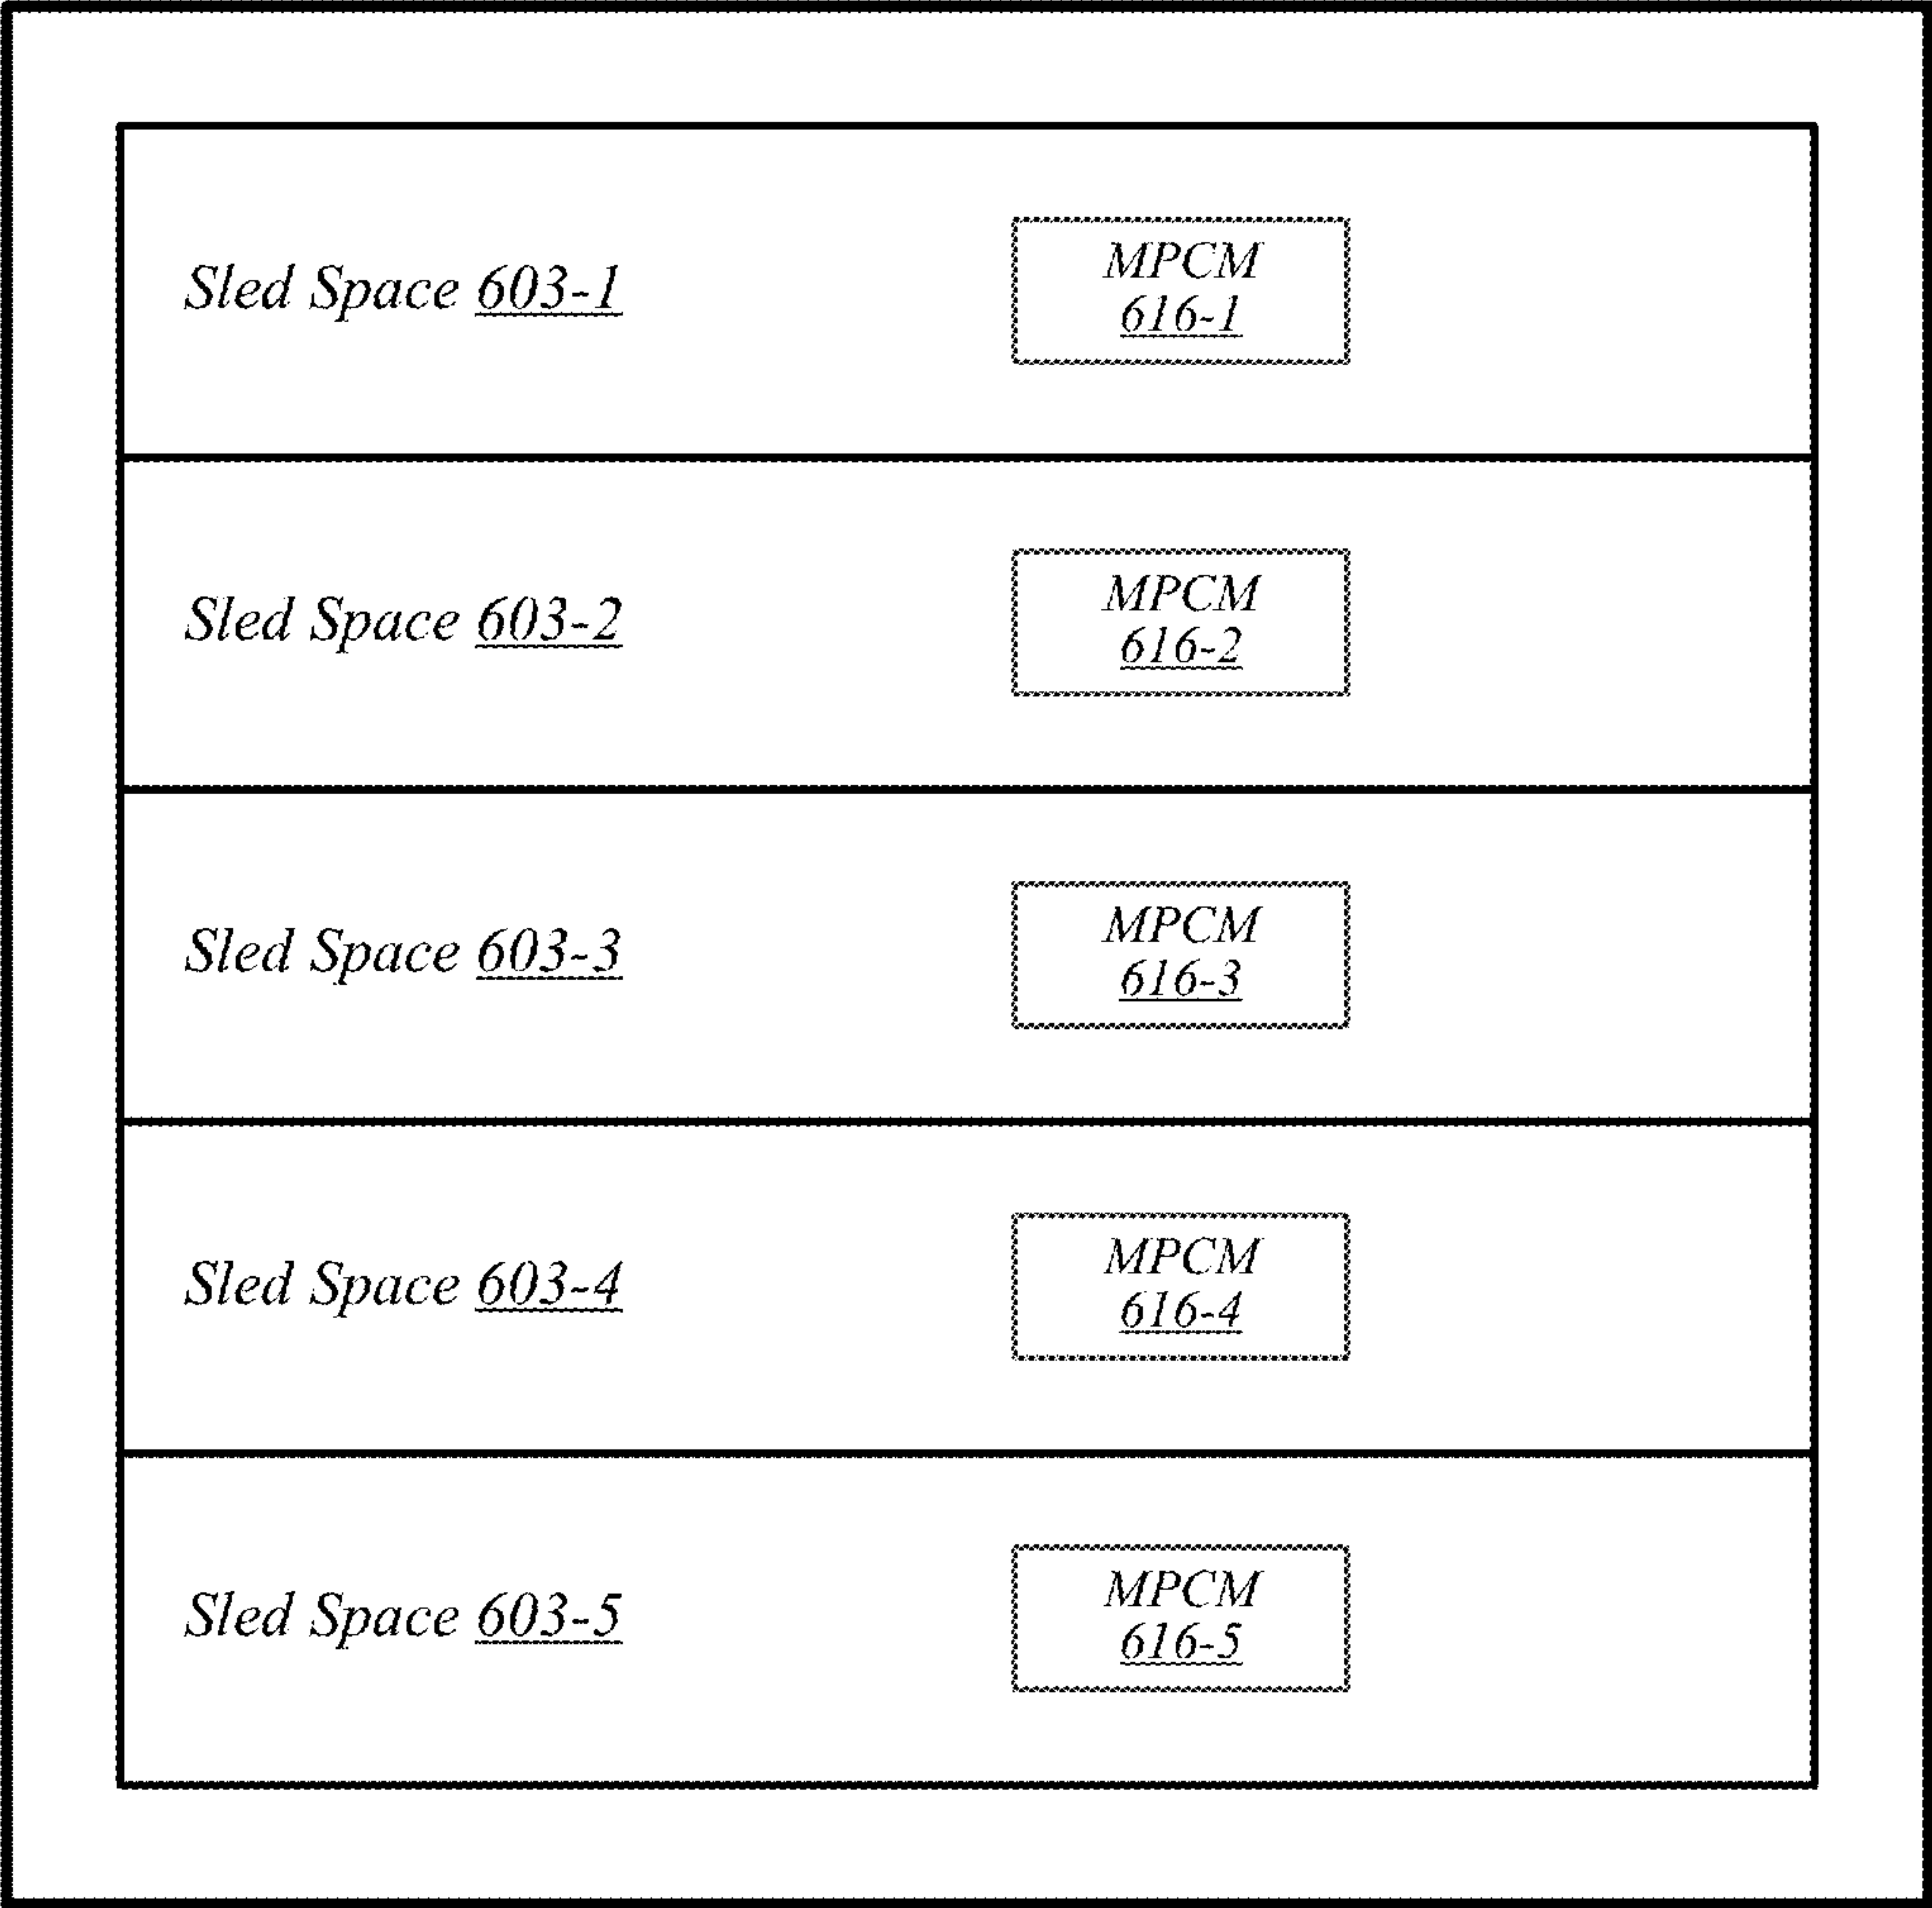 Sled Space 603-1
MPCM
616-1
Sled Space 603-2
MPCM
616-2
Sled Space 603-3
MPCM
616-3
Sled Space 603-4
MPCM
616-4
Sled Space 603-5
MPCM
616-5